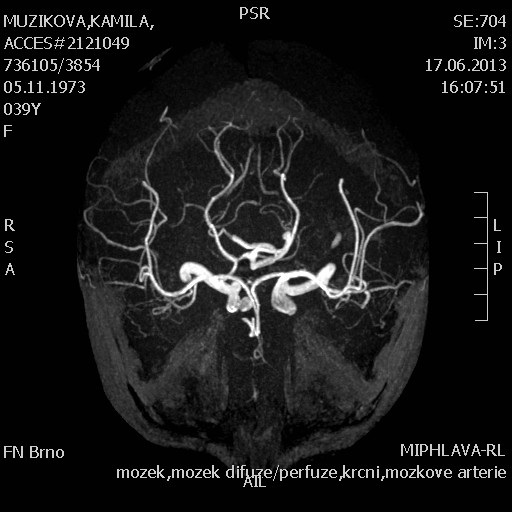 PSR
MUZIKOVA,KAMILA,
ACCES#2121049
736105/3854
05.11.1973
039Y
F
SE:704
IM:3
17.06.2013
16:07:51
R
S
A
L
I
P
FN Brno
MIPHLAVA-RL
mozek,mozek difuze/perfuze,krcni,mozkove arterie
AIL